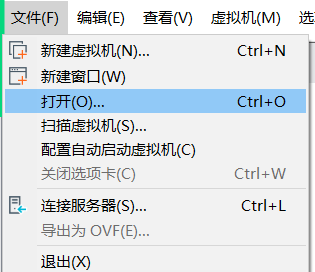 文件(F) 编辑(E) 查看(V) 虚拟机(M)
新建虚拟机(N)... Ctrl+N
新建窗口(W)
打开(O)... Ctrl+O
扫描虚拟机(S)...
配置自动启动虚拟机(C)
关闭选项卡(C) Ctrl+W
连接服务器(S)... Ctrl+L
导出为 OVF(E)...
退出(X)